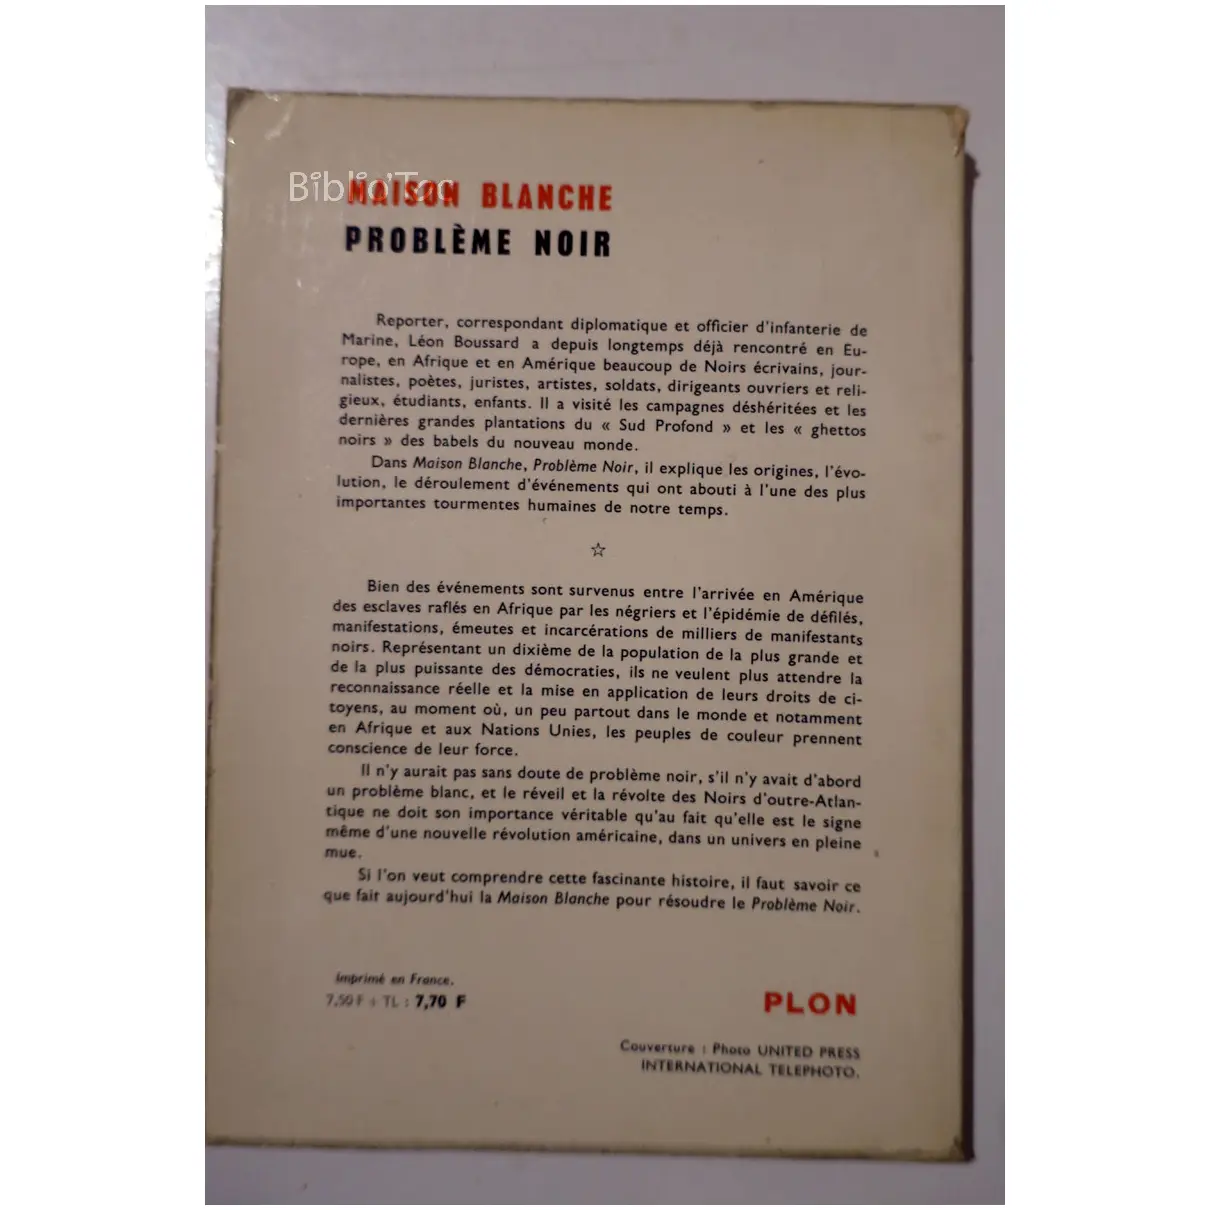 Biblio'Toc
MAISON BLANCHE
PROBLÈME NOIR
Reporter, correspondant diplomatique et officier d'infanterie de
Marine, Léon Boussard a depuis longtemps déjà rencontré en Eu-
rope, en Afrique et en Amérique beaucoup de Noirs écrivains, jour-
nalistes, poètes, juristes, artistes, soldats, dirigeants ouvriers et reli-
gieux, étudiants, enfants. Il a visité les campagnes déshéritées et les
dernières grandes plantations du « Sud Profond » et les « ghettos
noirs » des babels du nouveau monde.
Dans Maison Blanche, Problème Noir, il explique les origines, l'évo-
lution, le déroulement d'événements qui ont abouti à l'une des plus
importantes tourmentes humaines de notre temps.
☆
Bien des événements sont survenus entre l'arrivée en Amérique
des esclaves raflés en Afrique par les négriers et l'épidémie de défilés,
manifestations, émeutes et incarcérations de milliers de manifestants
noirs. Représentant un dixième de la population de la plus grande et
de la plus puissante des démocraties, ils ne veulent plus attendre la
reconnaissance réelle et la mise en application de leurs droits de ci-
toyens, au moment où, un peu partout dans le monde et notamment
en Afrique et aux Nations Unies, les peuples de couleur prennent
conscience de leur force.
Il n'y aurait pas sans doute de problème noir, s'il n'y avait d'abord
un problème blanc, et le réveil et la révolte des Noirs d'outre-Atlan-
tique ne doit son importance véritable qu'au fait qu'elle est le signe
même d'une nouvelle révolution américaine, dans un univers en pleine
mue.
Si l'on veut comprendre cette fascinante histoire, il faut savoir ce
que fait aujourd'hui la Maison Blanche pour résoudre le Problème Noir.
Imprimé en France.
7,50 F + TL : 7,70 F
PLON
Couverture : Photo UNITED PRESS
INTERNATIONAL TELEPHOTO.